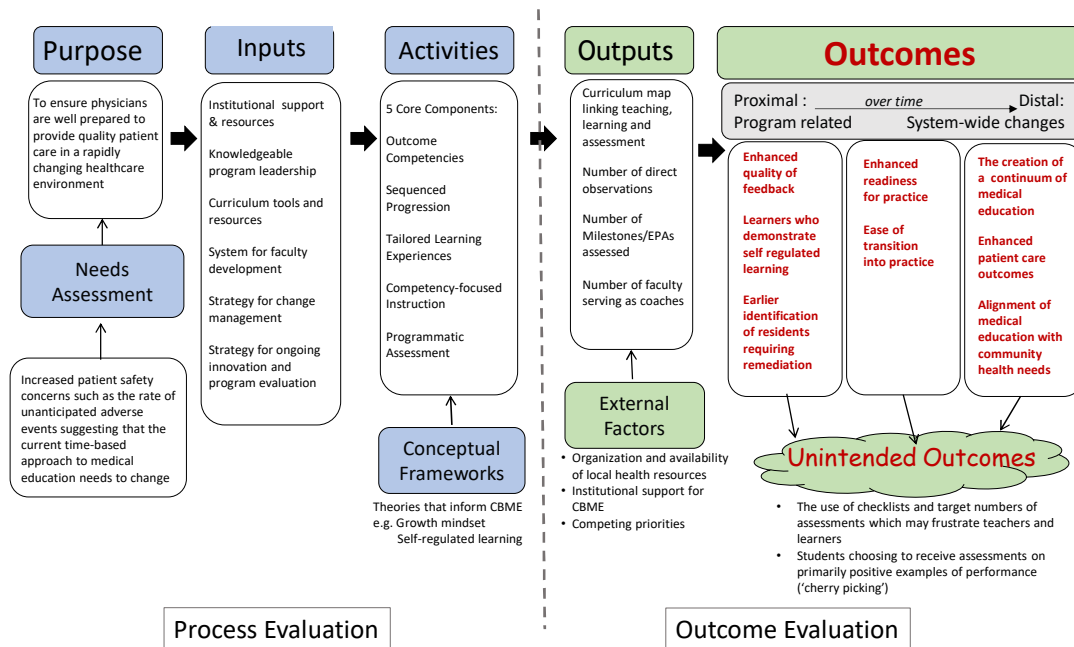 Purpose
To ensure physicians
are well prepared to
provide quality patient
care in a rapidly
changing healthcare
environment
Needs
Assessment
Increased patient safety
concerns such as the rate of
unanticipated adverse
events suggesting that the
current time-based
approach to medical
education needs to change
Inputs
Institutional support
& resources
Knowledgeable
program leadership
Curriculum tools and
resources
System for faculty
development
Strategy for change
management
Strategy for ongoing
innovation and
program evaluation
Activities
5 Core Components:
Outcome
Competencies
Sequenced
Progression
Tailored Learning
Experiences
Competency-focused
Instruction
Programmatic
Assessment
Conceptual
Frameworks
Theories that inform CBME
e.g. Growth mindset
Self-regulated learning
Process Evaluation
Outputs
Curriculum map
linking teaching,
learning and
assessment
Number of direct
observations
Number of
Milestones/EPAs
assessed
Number of faculty
serving as coaches
External
Factors
• Organization and availability
of local health resources
• Institutional support for
CBME
• Competing priorities
Outcomes
Proximal : over time Distal:
Program related System-wide changes
Enhanced
quality of
feedback
Learners who
demonstrate
self regulated
learning
Earlier
identification
of residents
requiring
remediation
Enhanced
readiness
for practice
Ease of
transition
into practice
The creation of
a continuum of
medical
education
Enhanced
patient care
outcomes
Alignment of
medical
education with
community
health needs
Unintended Outcomes
• The use of checklists and target numbers of
assessments which may frustrate teachers and
learners
• Students choosing to receive assessments on
primarily positive examples of performance
(‘cherry picking’)
Outcome Evaluation